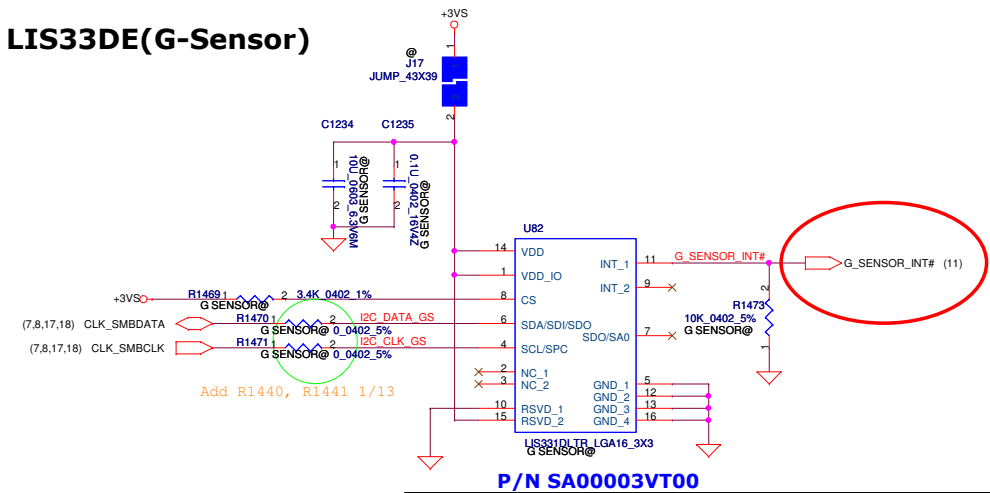 LIS33DE(G-Sensor)
+3VS
1
@
J17
JUMP_43X39
2
C1234
C1235
1
2
10U_0603_6.3V6M
G SENSOR@
1
2
0.1U_0402_16V4Z
G SENSOR@
U82
14 VDD
1 VDD_IO
8 CS
6 SDA/SDI/SDO
4 SCL/SPC
2 NC_1
3 NC_2
10 RSVD_1
15 RSVD_2
INT_1 11
INT_2 9
SDO/SA0 7
GND_1 5
GND_2 12
GND_3 13
GND_4 16
+3VS
R1469 1 2 3.4K_0402_1%
G SENSOR@
(7,8,17,18) CLK_SMBDATA
R1470 1 2 I2C_DATA_GS
G SENSOR@ 0_0402_5%
(7,8,17,18) CLK_SMBCLK
R1471 1 2 I2C_CLK_GS
G SENSOR@ 0_0402_5%
Add R1440, R1441 1/13
G_SENSOR_INT#
G_SENSOR_INT# (11)
2
R1473
10K_0402_5%
G SENSOR@
1
LIS331DLTR_LGA16_3X3
G SENSOR@
P/N SA00003VT00